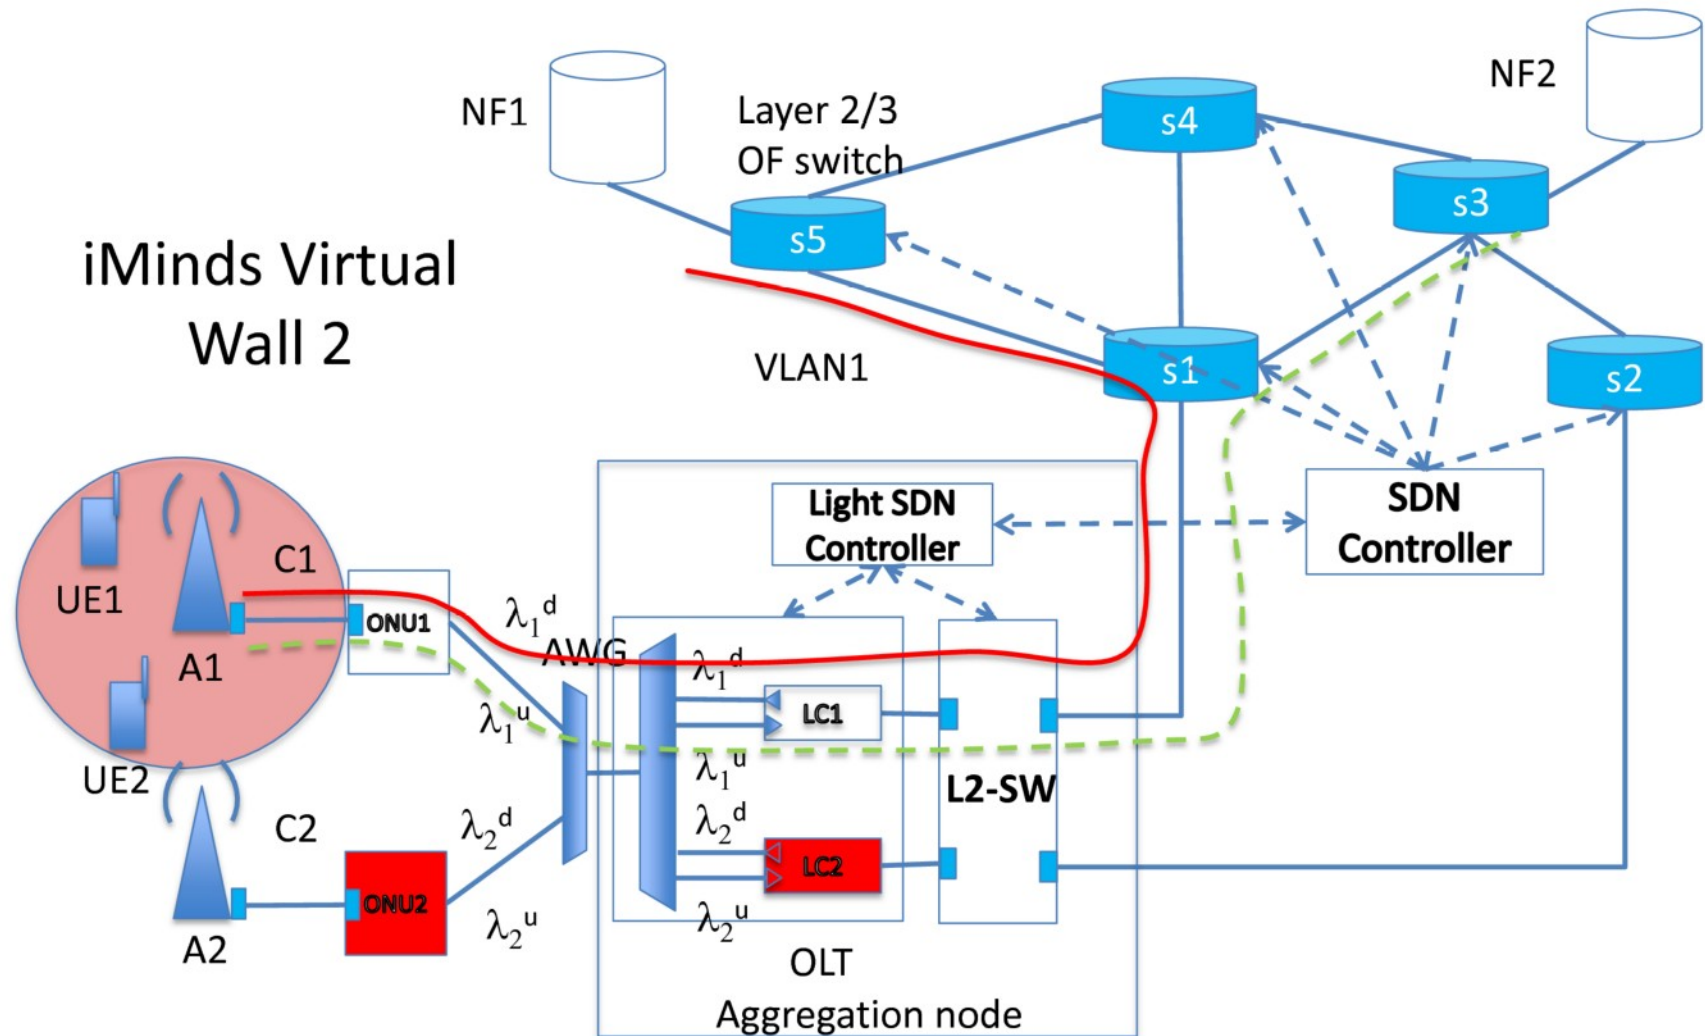 NF2
s4
NF1
Layer 2/3
OF switch
s3
s5
iMinds Virtual
Wall 2
VLAN1
s1
s2
Light SDN
Controller
SDN
Controller
C1
UE1
ONU1
λ₁ᵈ
AWG
A1
λ₁ᵈ
LC1
λ₁ᵘ
UE2
λ₁ᵘ
L2-SW
C2
λ₂ᵈ
λ₂ᵈ
LC2
ONU2
λ₂ᵘ
λ₂ᵘ
A2
OLT
Aggregation node